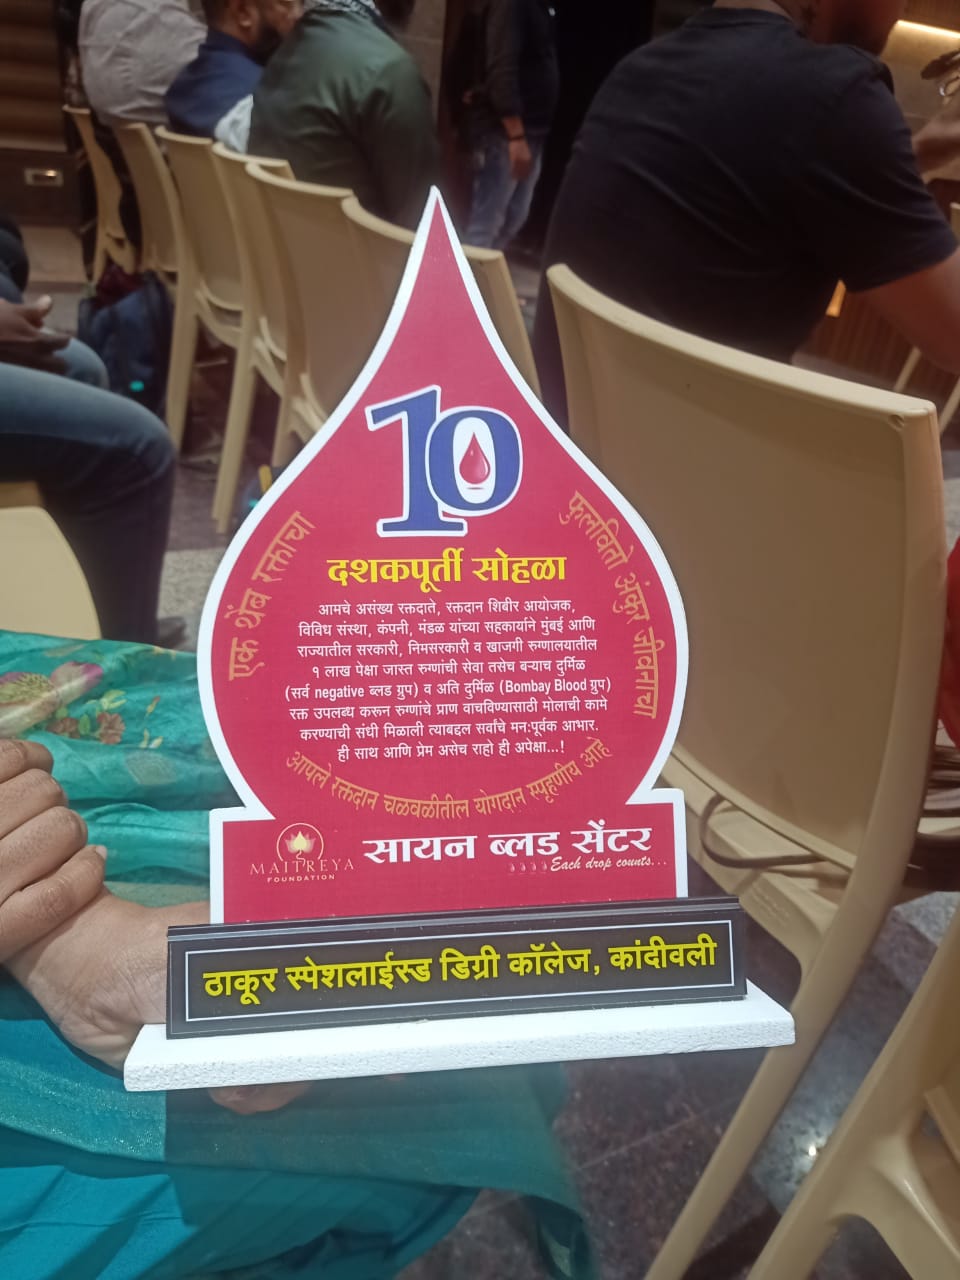 10
दशकपूर्ती सोहळा
एक थेंब रक्ताचा
फुलवितो अंकुर जीवनाचा
आमचे असंख्य रक्तदाते, रक्तदान शिबीर आयोजक,
विविध संस्था, कंपनी, मंडळ यांच्या सहकार्याने मुंबई आणि
राज्यातील सरकारी, निमसरकारी व खाजगी रुग्णालयातील
१ लाख पेक्षा जास्त रुग्णांची सेवा तसेच बऱ्याच दुर्मिळ
(सर्व negative ब्लड ग्रुप) व अति दुर्मिळ (Bombay Blood ग्रुप)
रक्त उपलब्ध करून रुग्णांचे प्राण वाचविण्यासाठी मोलाची कामे
करण्याची संधी मिळाली त्याबद्दल सर्वांचे मन:पूर्वक आभार.
ही साथ आणि प्रेम असेच राहो ही अपेक्षा...!
आपले रक्तदान चळवळीतील योगदान स्पृहणीय आहे
MAITREYA
FOUNDATION
सायन ब्लड सेंटर
Each drop counts...
ठाकूर स्पेशलाईस्ड डिग्री कॉलेज, कांदीवली